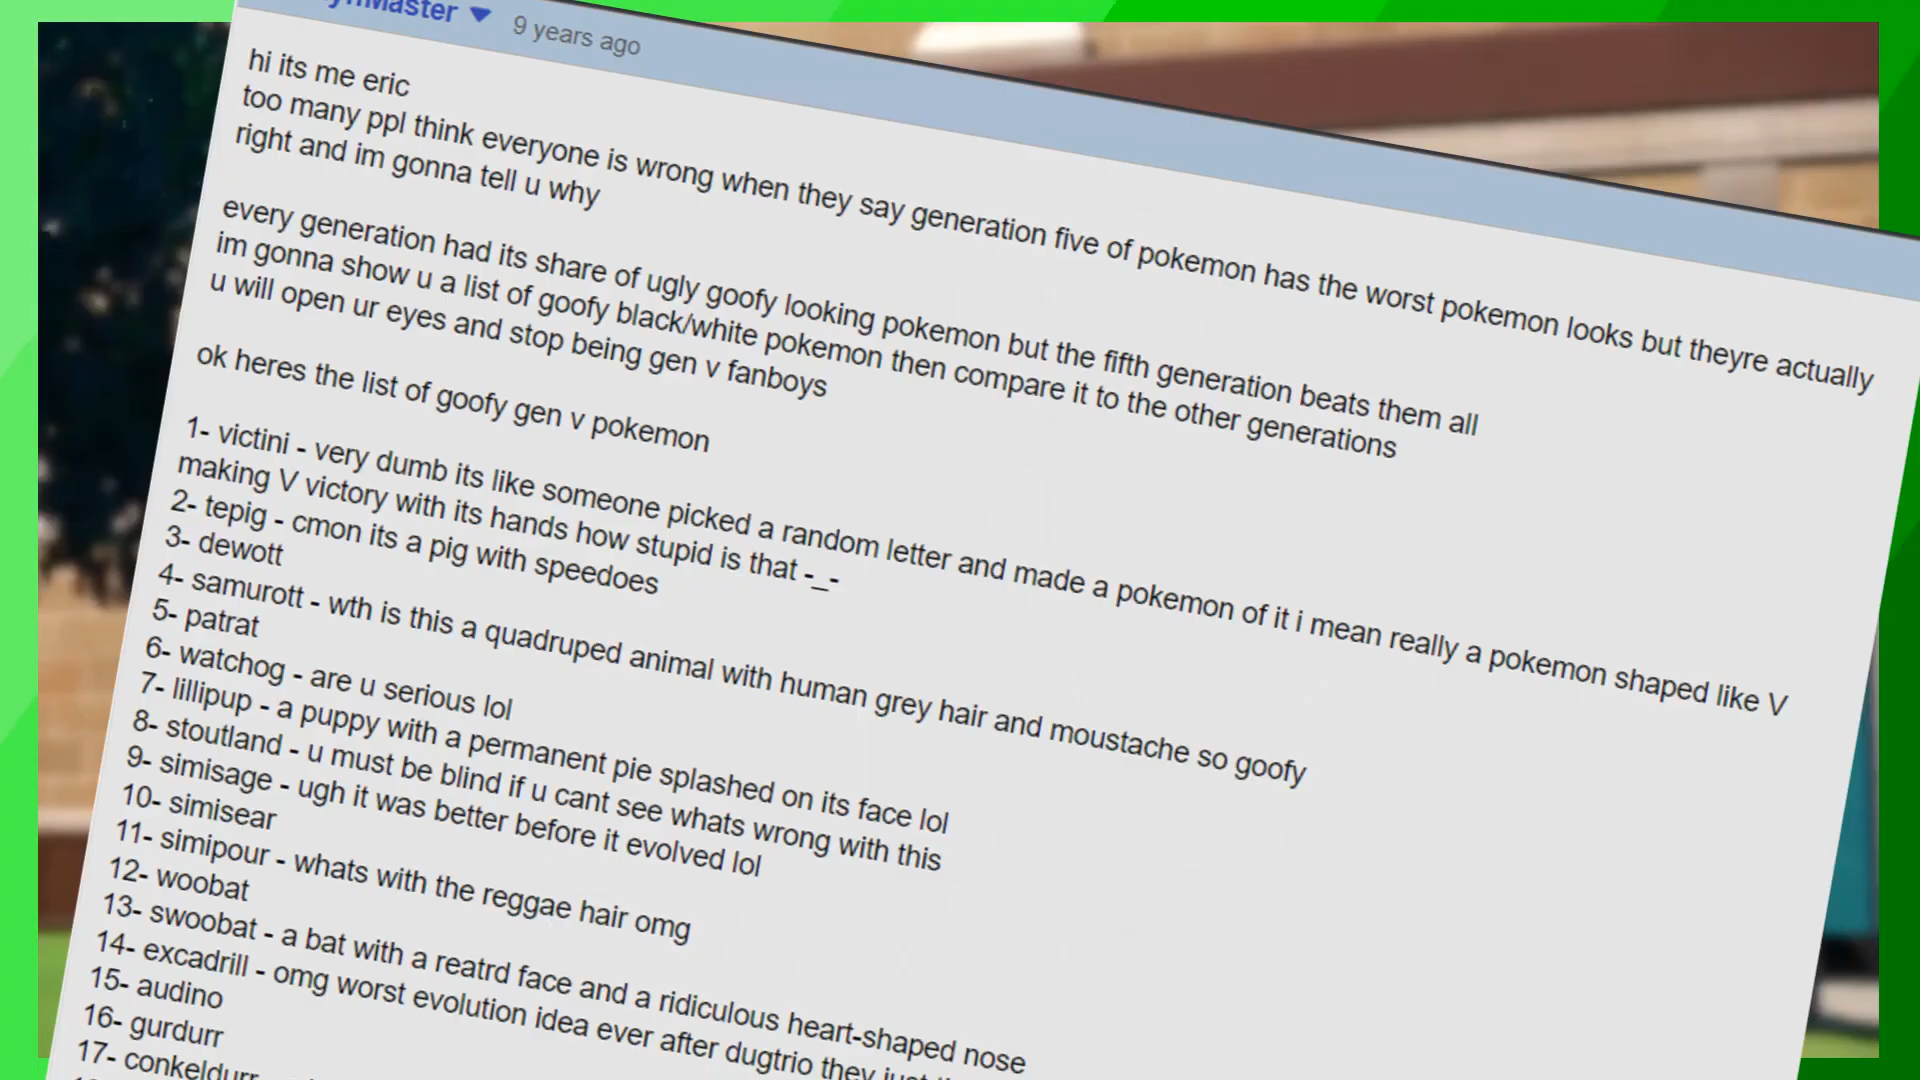 Master ▼ 9 years ago
hi its me eric
too many ppl think everyone is wrong when they say generation five of pokemon has the worst pokemon looks but theyre actually
right and im gonna tell u why
every generation had its share of ugly goofy looking pokemon but the fifth generation beats them all
im gonna show u a list of goofy black/white pokemon then compare it to the other generations
u will open ur eyes and stop being gen v fanboys
ok heres the list of goofy gen v pokemon
1- victini - very dumb its like someone picked a random letter and made a pokemon of it i mean really a pokemon shaped like V
making V victory with its hands how stupid is that -_-
2- tepig - cmon its a pig with speedoes
3- dewott
4- samurott - wth is this a quadruped animal with human grey hair and moustache so goofy
5- patrat
6- watchog - are u serious lol
7- lillipup - a puppy with a permanent pie splashed on its face lol
8- stoutland - u must be blind if u cant see whats wrong with this
9- simisage - ugh it was better before it evolved lol
10- simisear
11- simipour - whats with the reggae hair omg
12- woobat
13- swoobat - a bat with a reatrd face and a ridiculous heart-shaped nose
14- excadrill - omg worst evolution idea ever after dugtrio they just
15- audino
16- gurdurr
17- conkeldurr